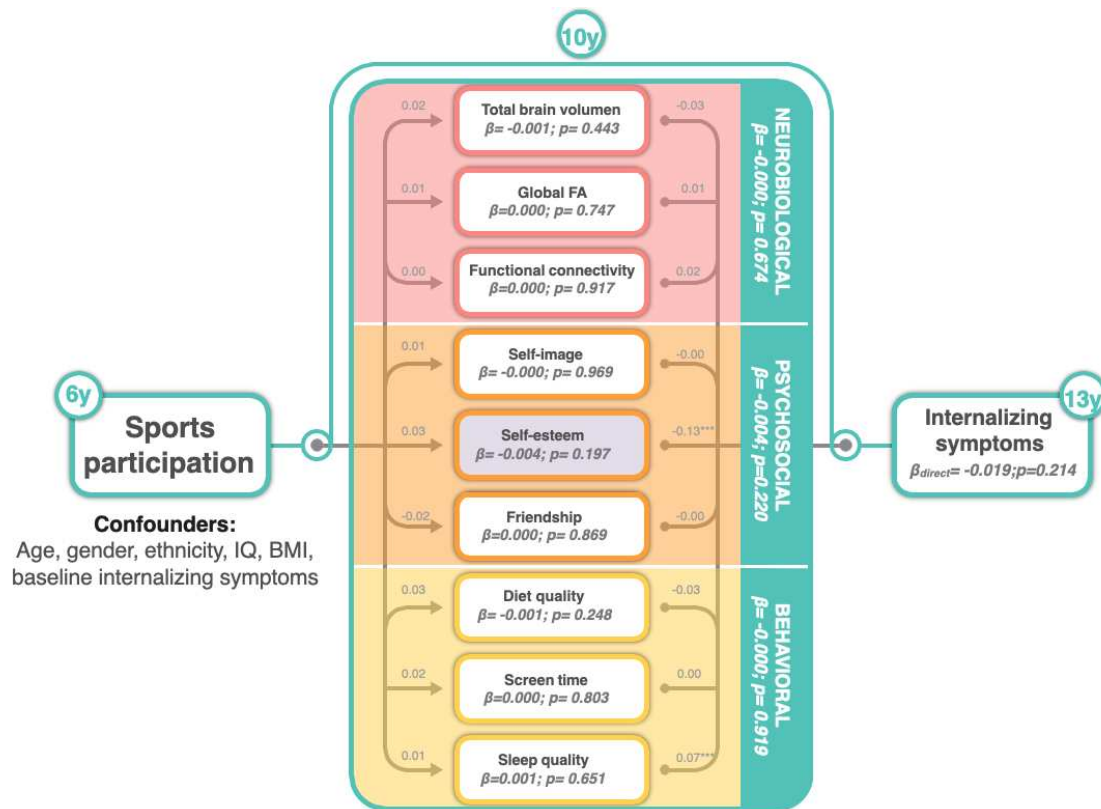 10y
0.02
Total brain volumen
β= -0.001; p= 0.443
-0.03
0.01
Global FA
β=0.000; p= 0.747
0.01
0.00
Functional connectivity
β=0.000; p= 0.917
0.02
NEUROBIOLOGICAL
β= -0.000; p= 0.674
6y
Sports
participation
Confounders:
Age, gender, ethnicity, IQ, BMI,
baseline internalizing symptoms
0.01
Self-image
β= -0.000; p= 0.969
-0.00
0.03
Self-esteem
β= -0.004; p= 0.197
-0.13***
-0.02
Friendship
β=0.000; p= 0.869
-0.00
PSYCHOSOCIAL
β= -0.004; p=0.220
13y
Internalizing
symptoms
βdirect= -0.019;p=0.214
0.03
Diet quality
β= -0.001; p= 0.248
-0.03
0.02
Screen time
β=0.000; p= 0.803
0.00
0.01
Sleep quality
β=0.001; p= 0.651
0.07***
BEHAVIORAL
β= -0.000; p= 0.919